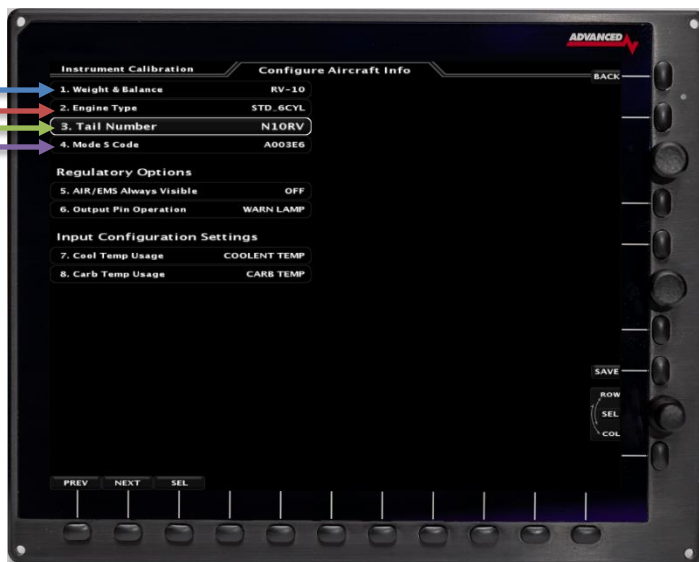 ADVANCED
Instrument Calibration
Configure Aircraft Info
BACK
1. Weight & Balance RV-10
2. Engine Type STD_6CYL
3. Tail Number N10RV
4. Mode S Code A003E6
Regulatory Options
5. AIR/EMS Always Visible OFF
6. Output Pin Operation WARN LAMP
Input Configuration Settings
7. Cool Temp Usage COOLENT TEMP
8. Carb Temp Usage CARB TEMP
SAVE
ROW
SEL
COL
PREV NEXT SEL